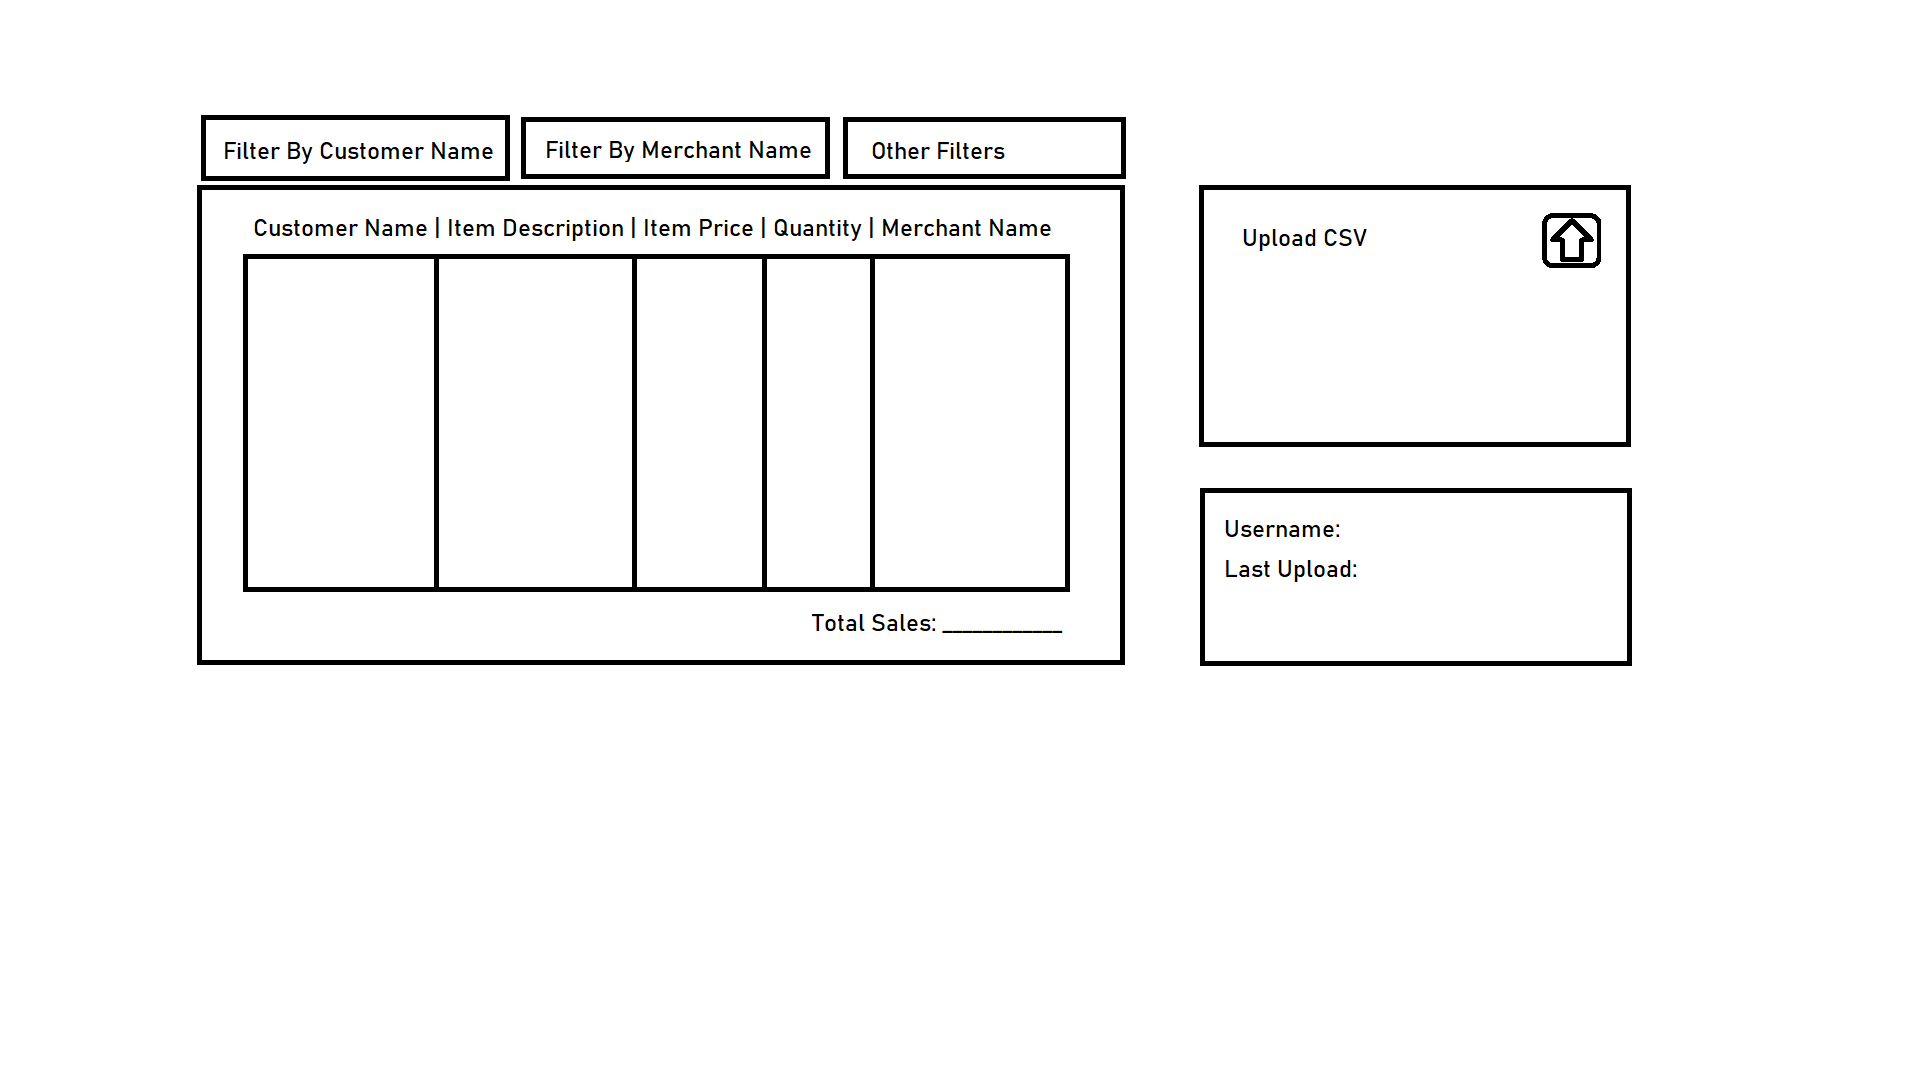 Filter By Customer Name
Filter By Merchant Name
Other Filters
Customer Name | Item Description | Item Price | Quantity | Merchant Name
Total Sales: ____________
Upload CSV
Username:
Last Upload: